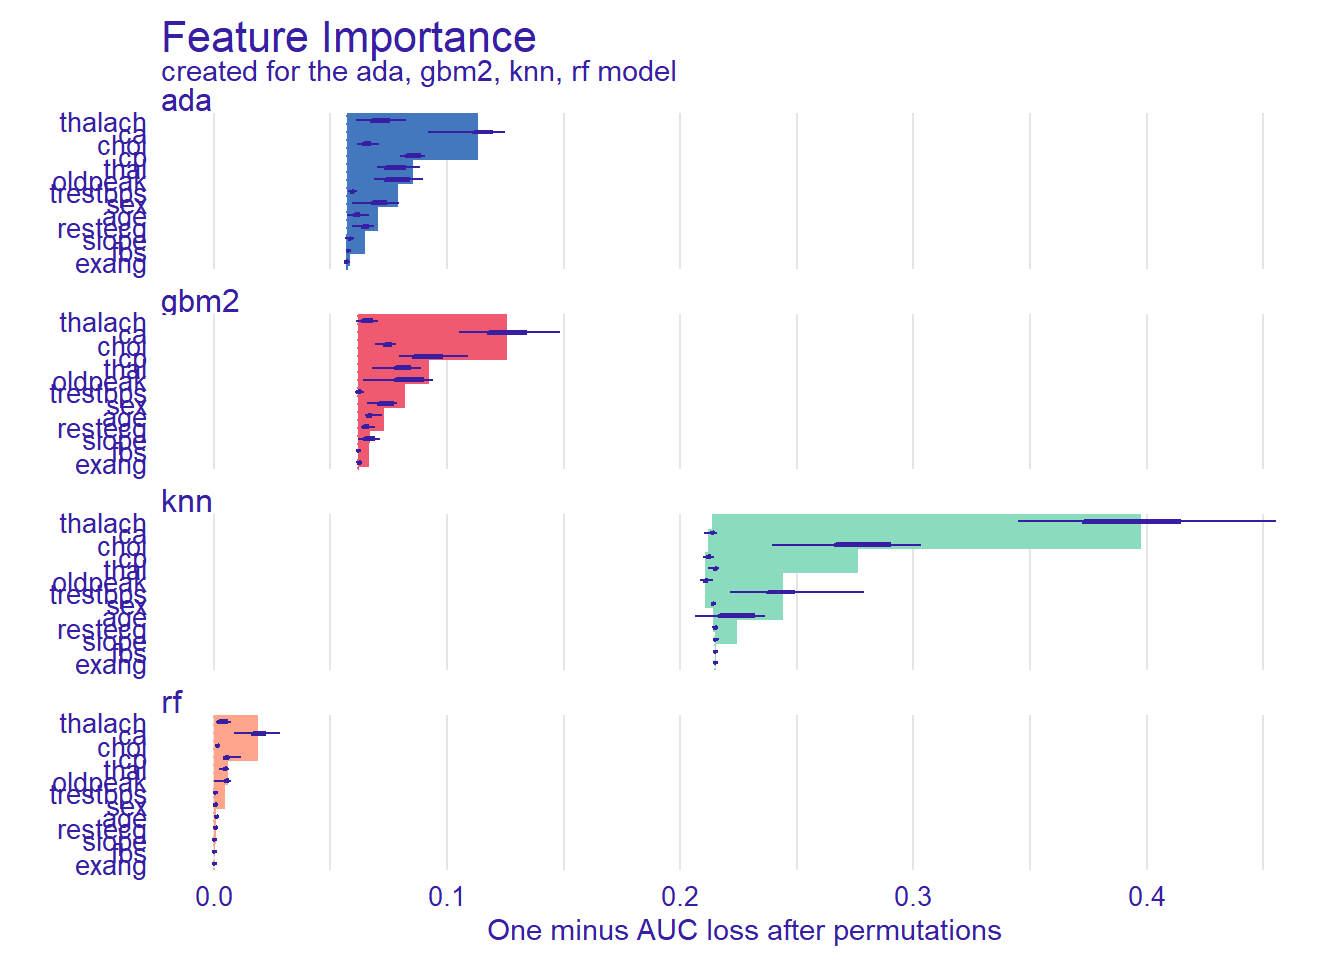 Feature Importance
created for the ada, gbm2, knn, rf model
ada
thalach
ca
chol
cp
thal
oldpeak
trestbps
sex
age
restecg
slope
fbs
exang
gbm2
thalach
ca
chol
cp
thal
oldpeak
trestbps
sex
age
restecg
slope
fbs
exang
knn
thalach
ca
chol
cp
thal
oldpeak
trestbps
sex
age
restecg
slope
fbs
exang
rf
thalach
ca
chol
cp
thal
oldpeak
trestbps
sex
age
restecg
slope
fbs
exang
0.0 0.1 0.2 0.3 0.4
One minus AUC loss after permutations